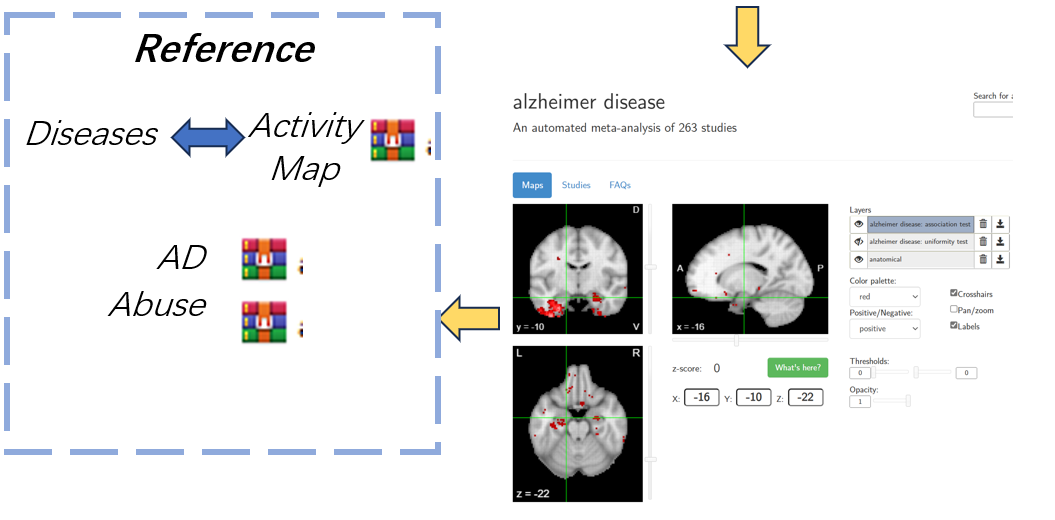 Reference
Diseases
Activity
Map
AD
Abuse
alzheimer disease
An automated meta-analysis of 263 studies
Search for a
Maps Studies FAQs
D
y = -10
V
A
P
x = -16
L
R
z = -22
Layers
alzheimer disease: association test
alzheimer disease: uniformity test
anatomical
Color palette:
red
Positive/Negative:
positive
Crosshairs
Pan/zoom
Labels
z-score: 0
What's here?
X: -16 Y: -10 Z: -22
Thresholds:
0 0
Opacity:
1